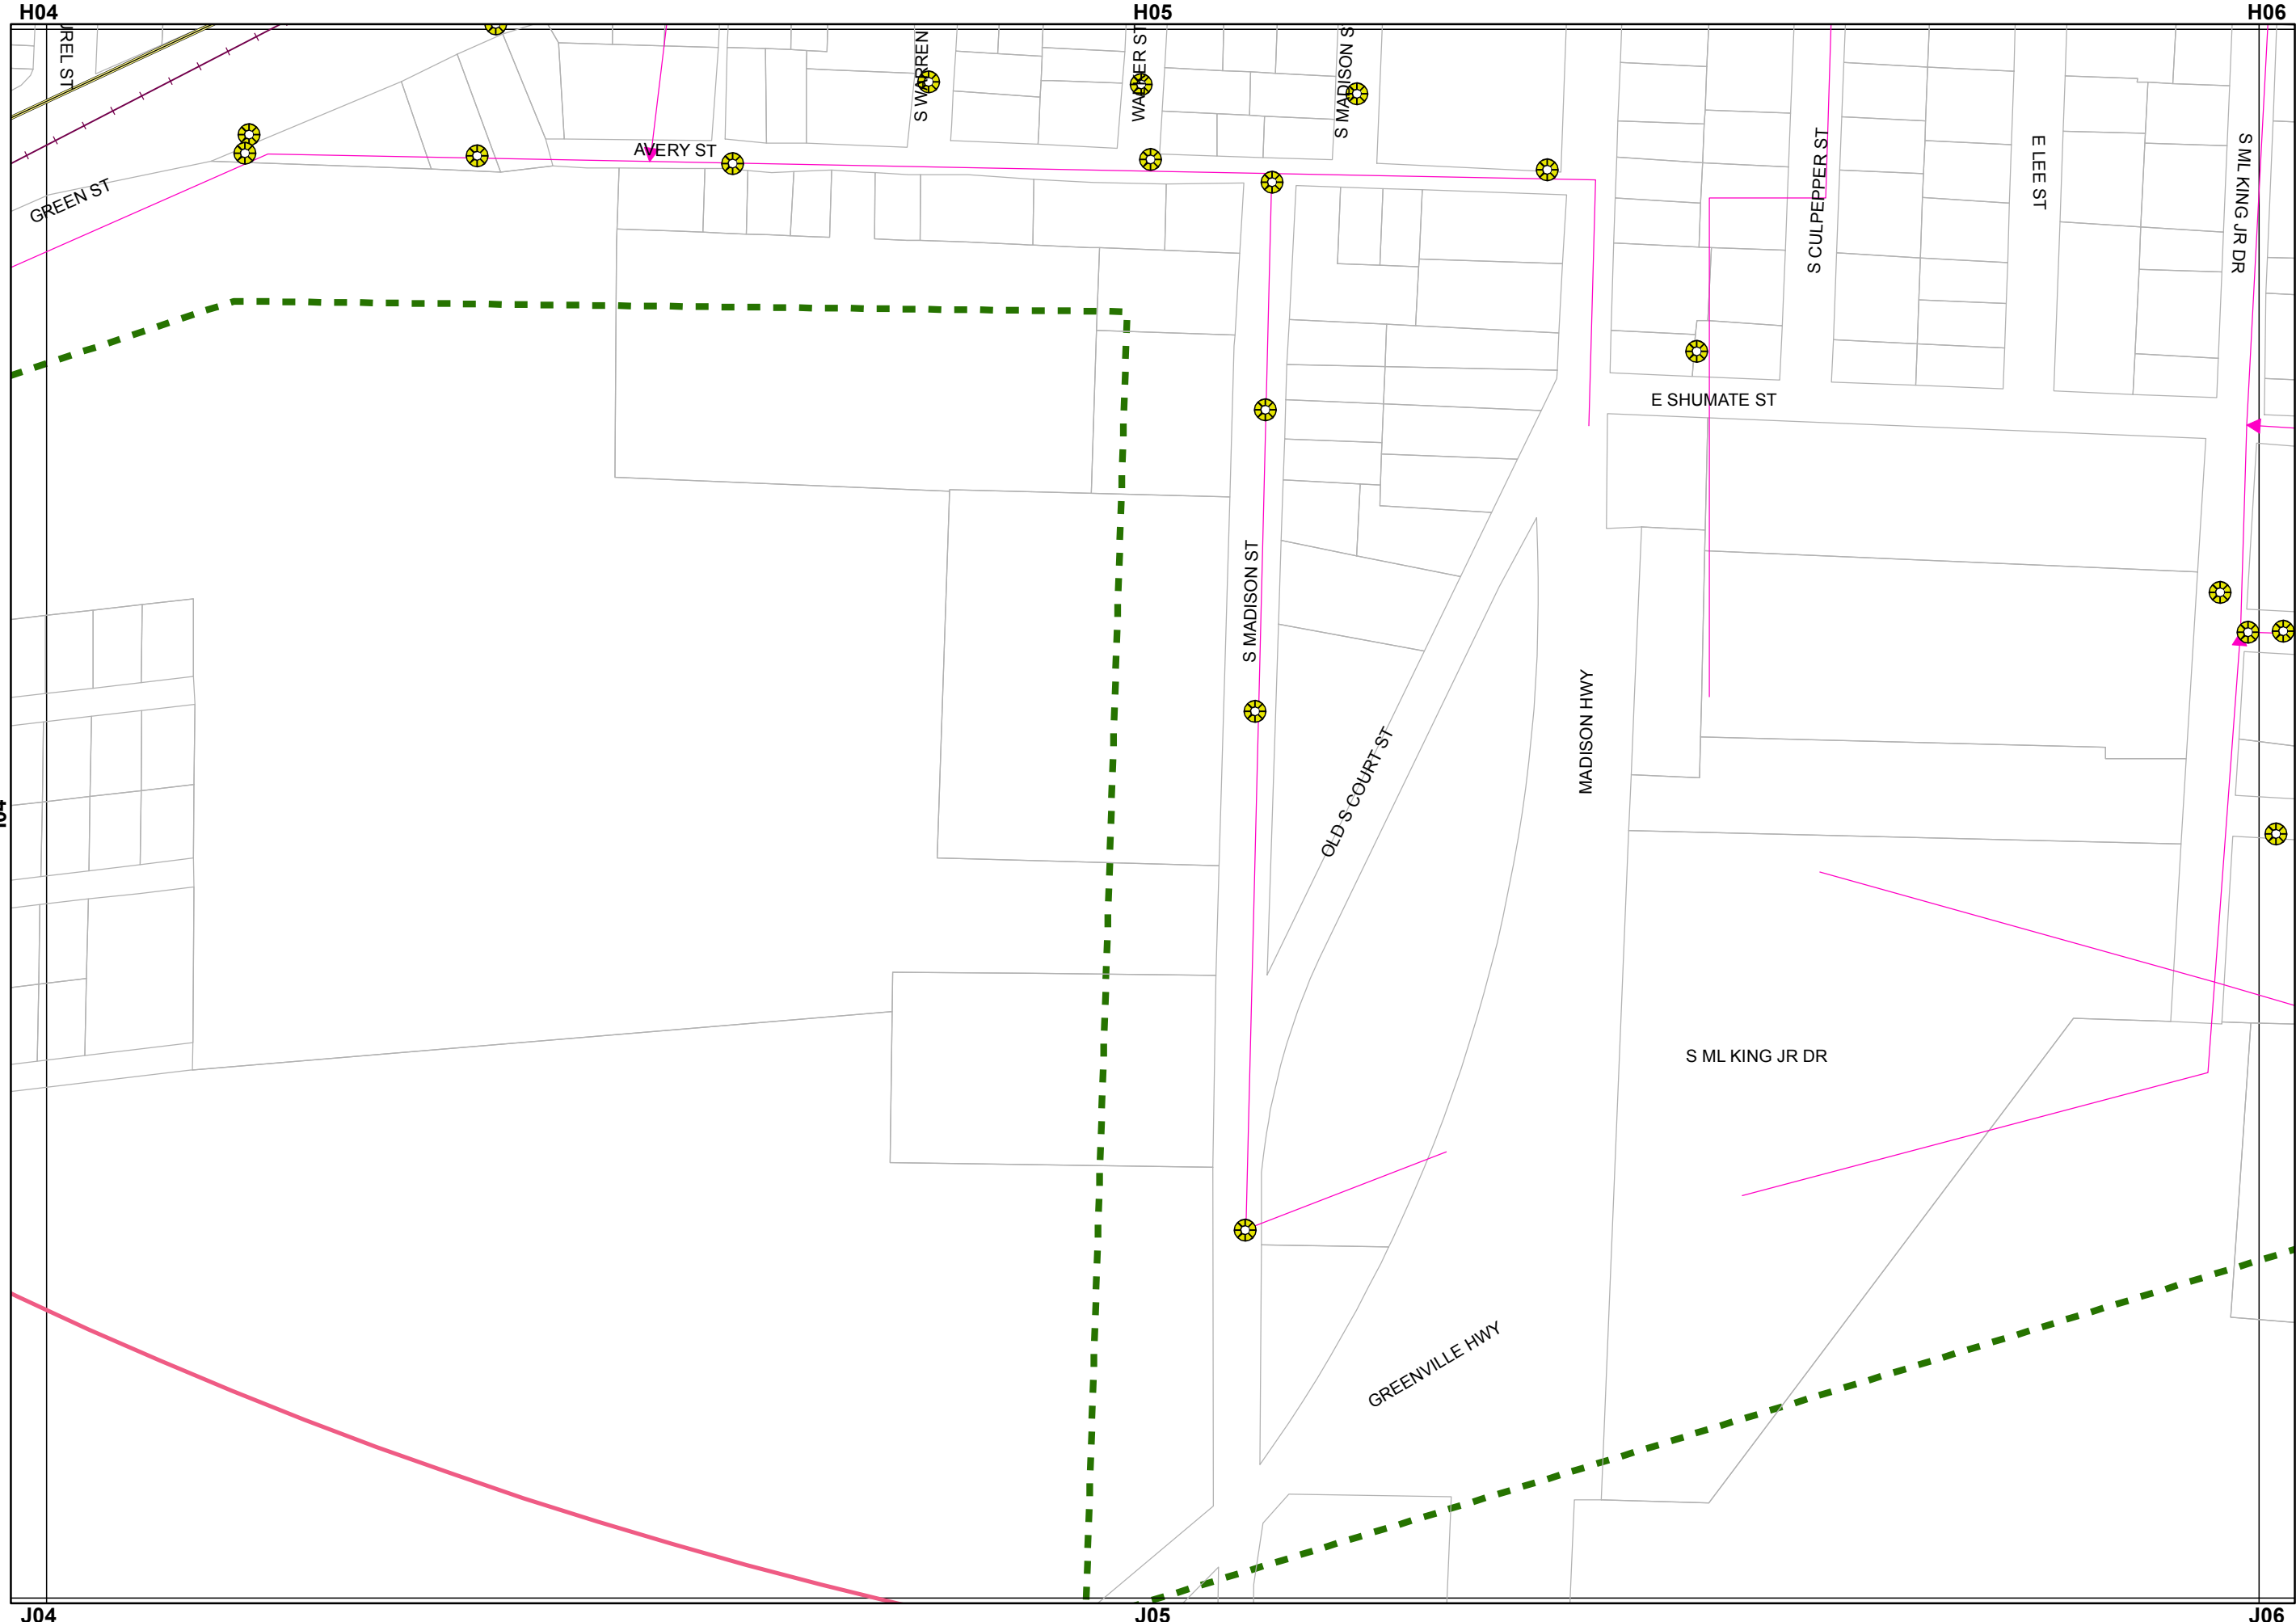 H04
H05
H06
S WARREN
S MADISON S
AVERY ST
GREEN ST
S CULPEPPER ST
E LEE ST
S ML KING JR DR
E SHUMATE ST
S MADISON ST
MADISON HWY
OLD S COURT ST
S ML KING JR DR
GREENVILLE HWY
J04
J05
J06